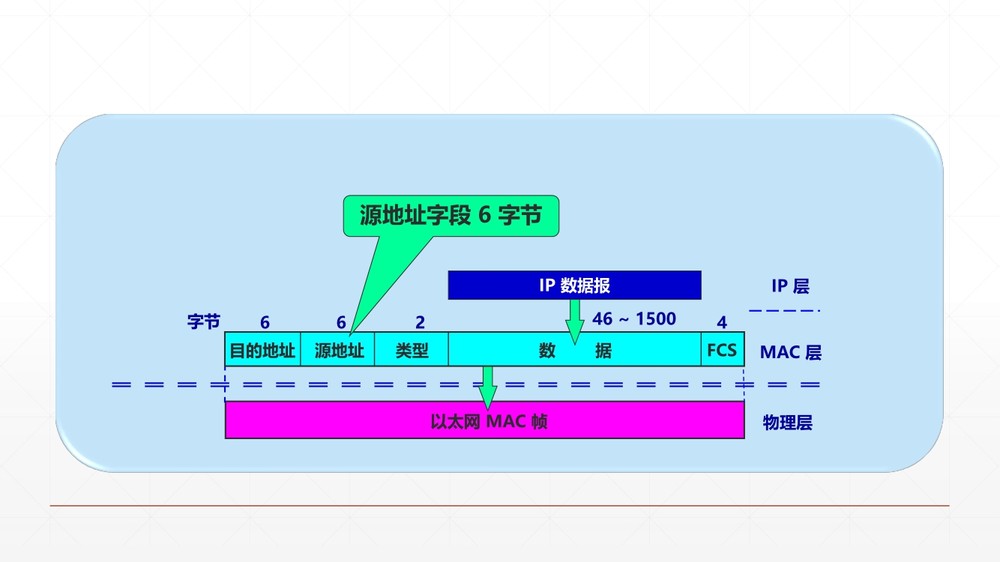 源地址字段 6 字节
IP 数据报
IP 层
字节 6 6 2 46 ~ 1500 4
目的地址 源地址 类型 数 据 FCS MAC 层
以太网 MAC 帧 物理层